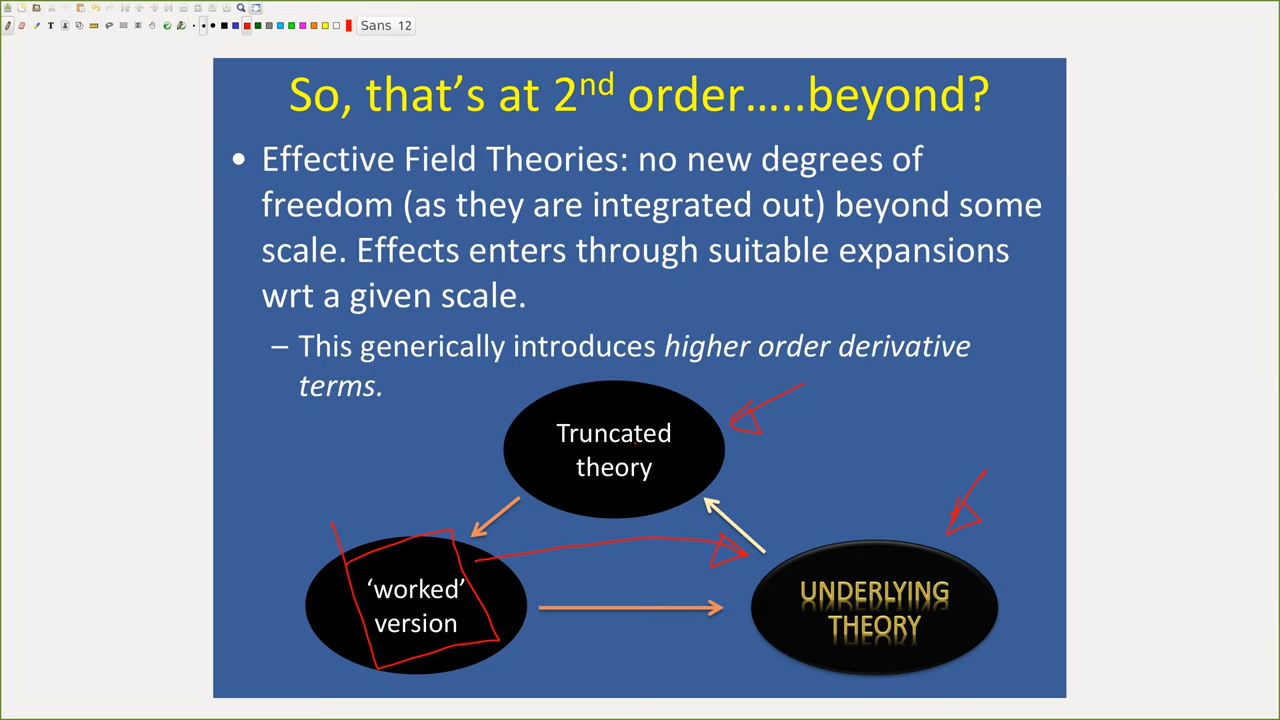 Sans 12
So, that's at 2nd order.....beyond?
• Effective Field Theories: no new degrees of
freedom (as they are integrated out) beyond some
scale. Effects enters through suitable expansions
wrt a given scale.
– This generically introduces higher order derivative
terms.
Truncated
theory
‘worked’
version
UNDERLYING
THEORY